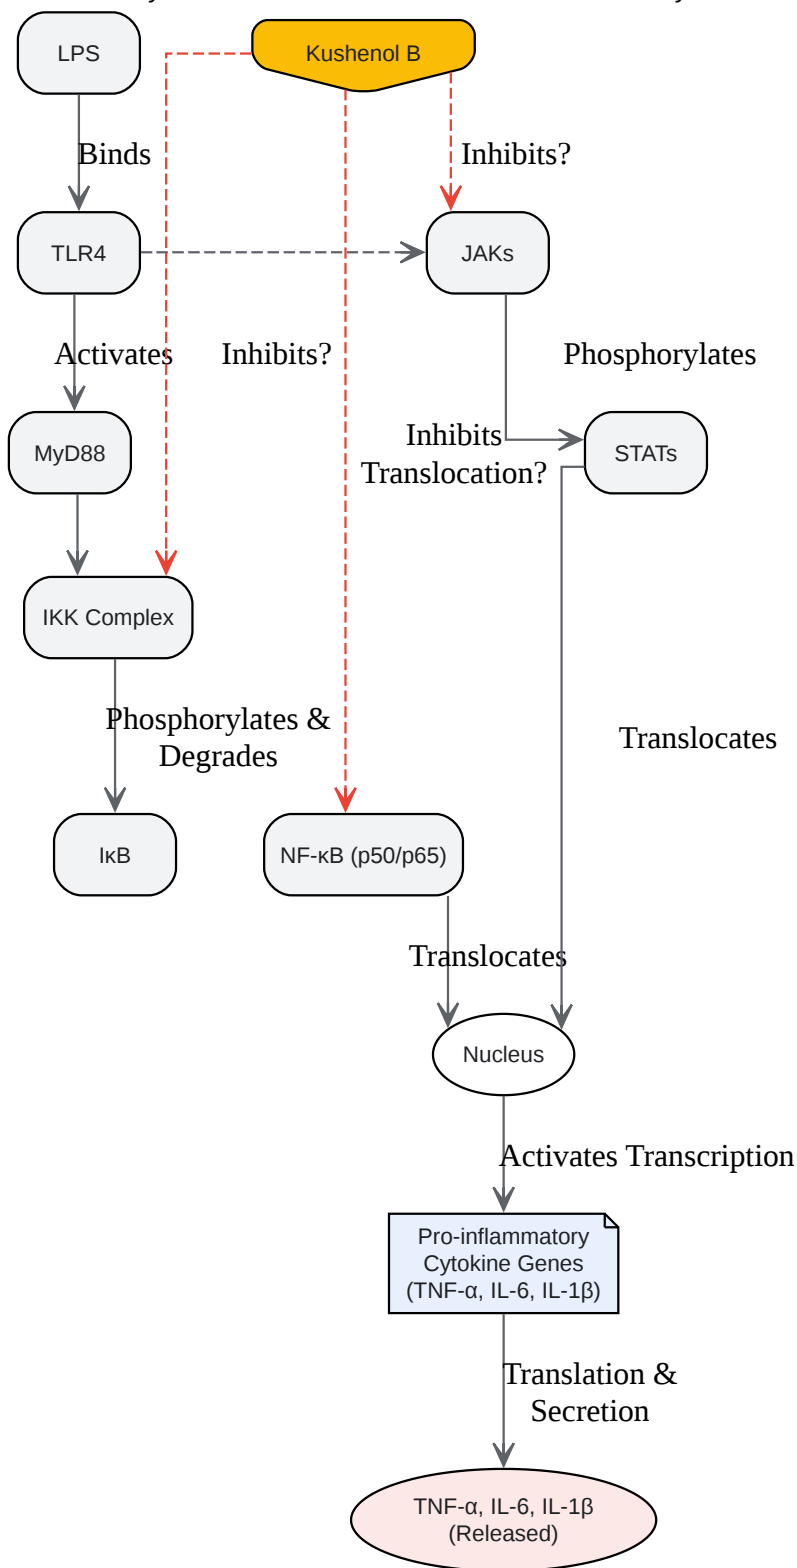 LPS
Kushenol B
Binds
Inhibits?
TLR4
JAKs
Activates
Inhibits?
Phosphorylates
Inhibits
Translocation?
MyD88
STATs
IKK Complex
Phosphorylates &
Degrades
Translocates
IκB
NF-κB (p50/p65)
Translocates
Nucleus
Activates Transcription
Pro-inflammatory
Cytokine Genes
(TNF-α, IL-6, IL-1β)
Translation &
Secretion
TNF-α, IL-6, IL-1β
(Released)